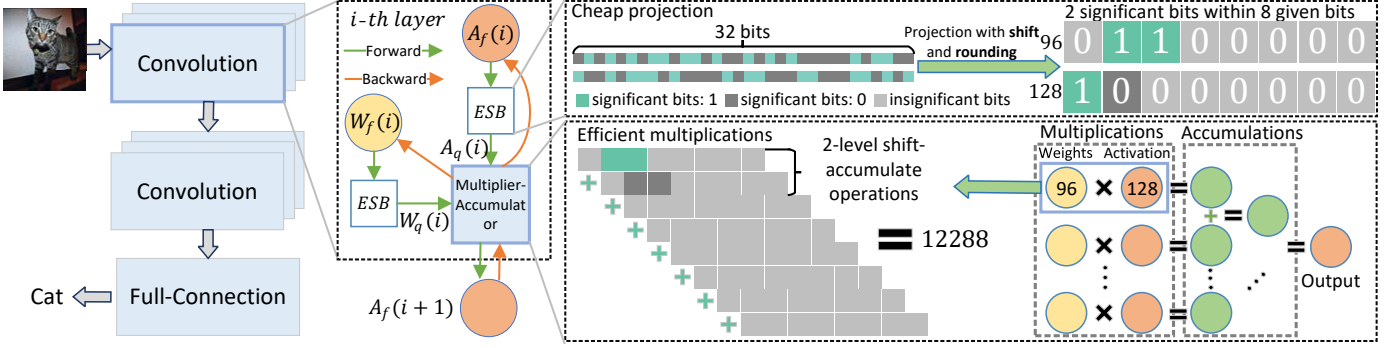 Convolution
Convolution
Full-Connection
Cat
i-th layer
Forward
Backward
A_f(i)
ESB
W_f(i)
A_q(i)
ESB
W_q(i)
Multiplier-
Accumulat
or
A_f(i + 1)
Cheap projection
32 bits
significant bits: 1
significant bits: 0
insignificant bits
Projection with shift
and rounding
2 significant bits within 8 given bits
96 0 1 1 0 0 0 0 0
128 1 0 0 0 0 0 0 0
Efficient multiplications
+
+
+
+
+
+
+
2-level shift-
accumulate
operations
= 12288
Multiplications
Accumulations
Weights
Activation
96 × 128 =
+ =
× =
= Output
× =